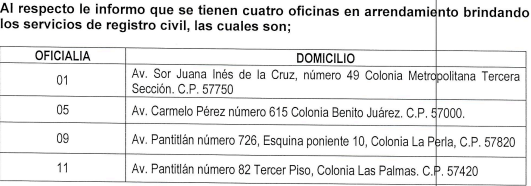 Al respecto le informo que se tienen cuatro oficinas en arrendamiento brindando
los servicios de registro civil, las cuales son;
OFICIALIA DOMICILIO
01 Av. Sor Juana Inés de la Cruz, número 49 Colonia Metropolitana Tercera
Sección. C.P. 57750
05 Av. Carmelo Pérez número 615 Colonia Benito Juárez. C.P. 57000.
09 Av. Pantitlán número 726, Esquina poniente 10, Colonia La Perla, C.P. 57820
11 Av. Pantitlán número 82 Tercer Piso, Colonia Las Palmas. C.P. 57420